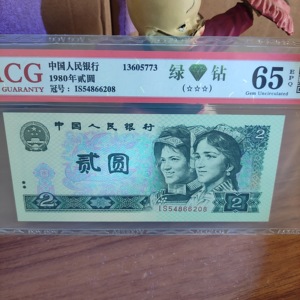 ACG
GUARANTY
中国人民银行 13605773
1980年贰圆
冠号：IS54866208
绿 钻
(☆☆☆)
65 EPQ
Gem Uncirculated
中国人民银行
2
贰圆
IS54866208
2
2